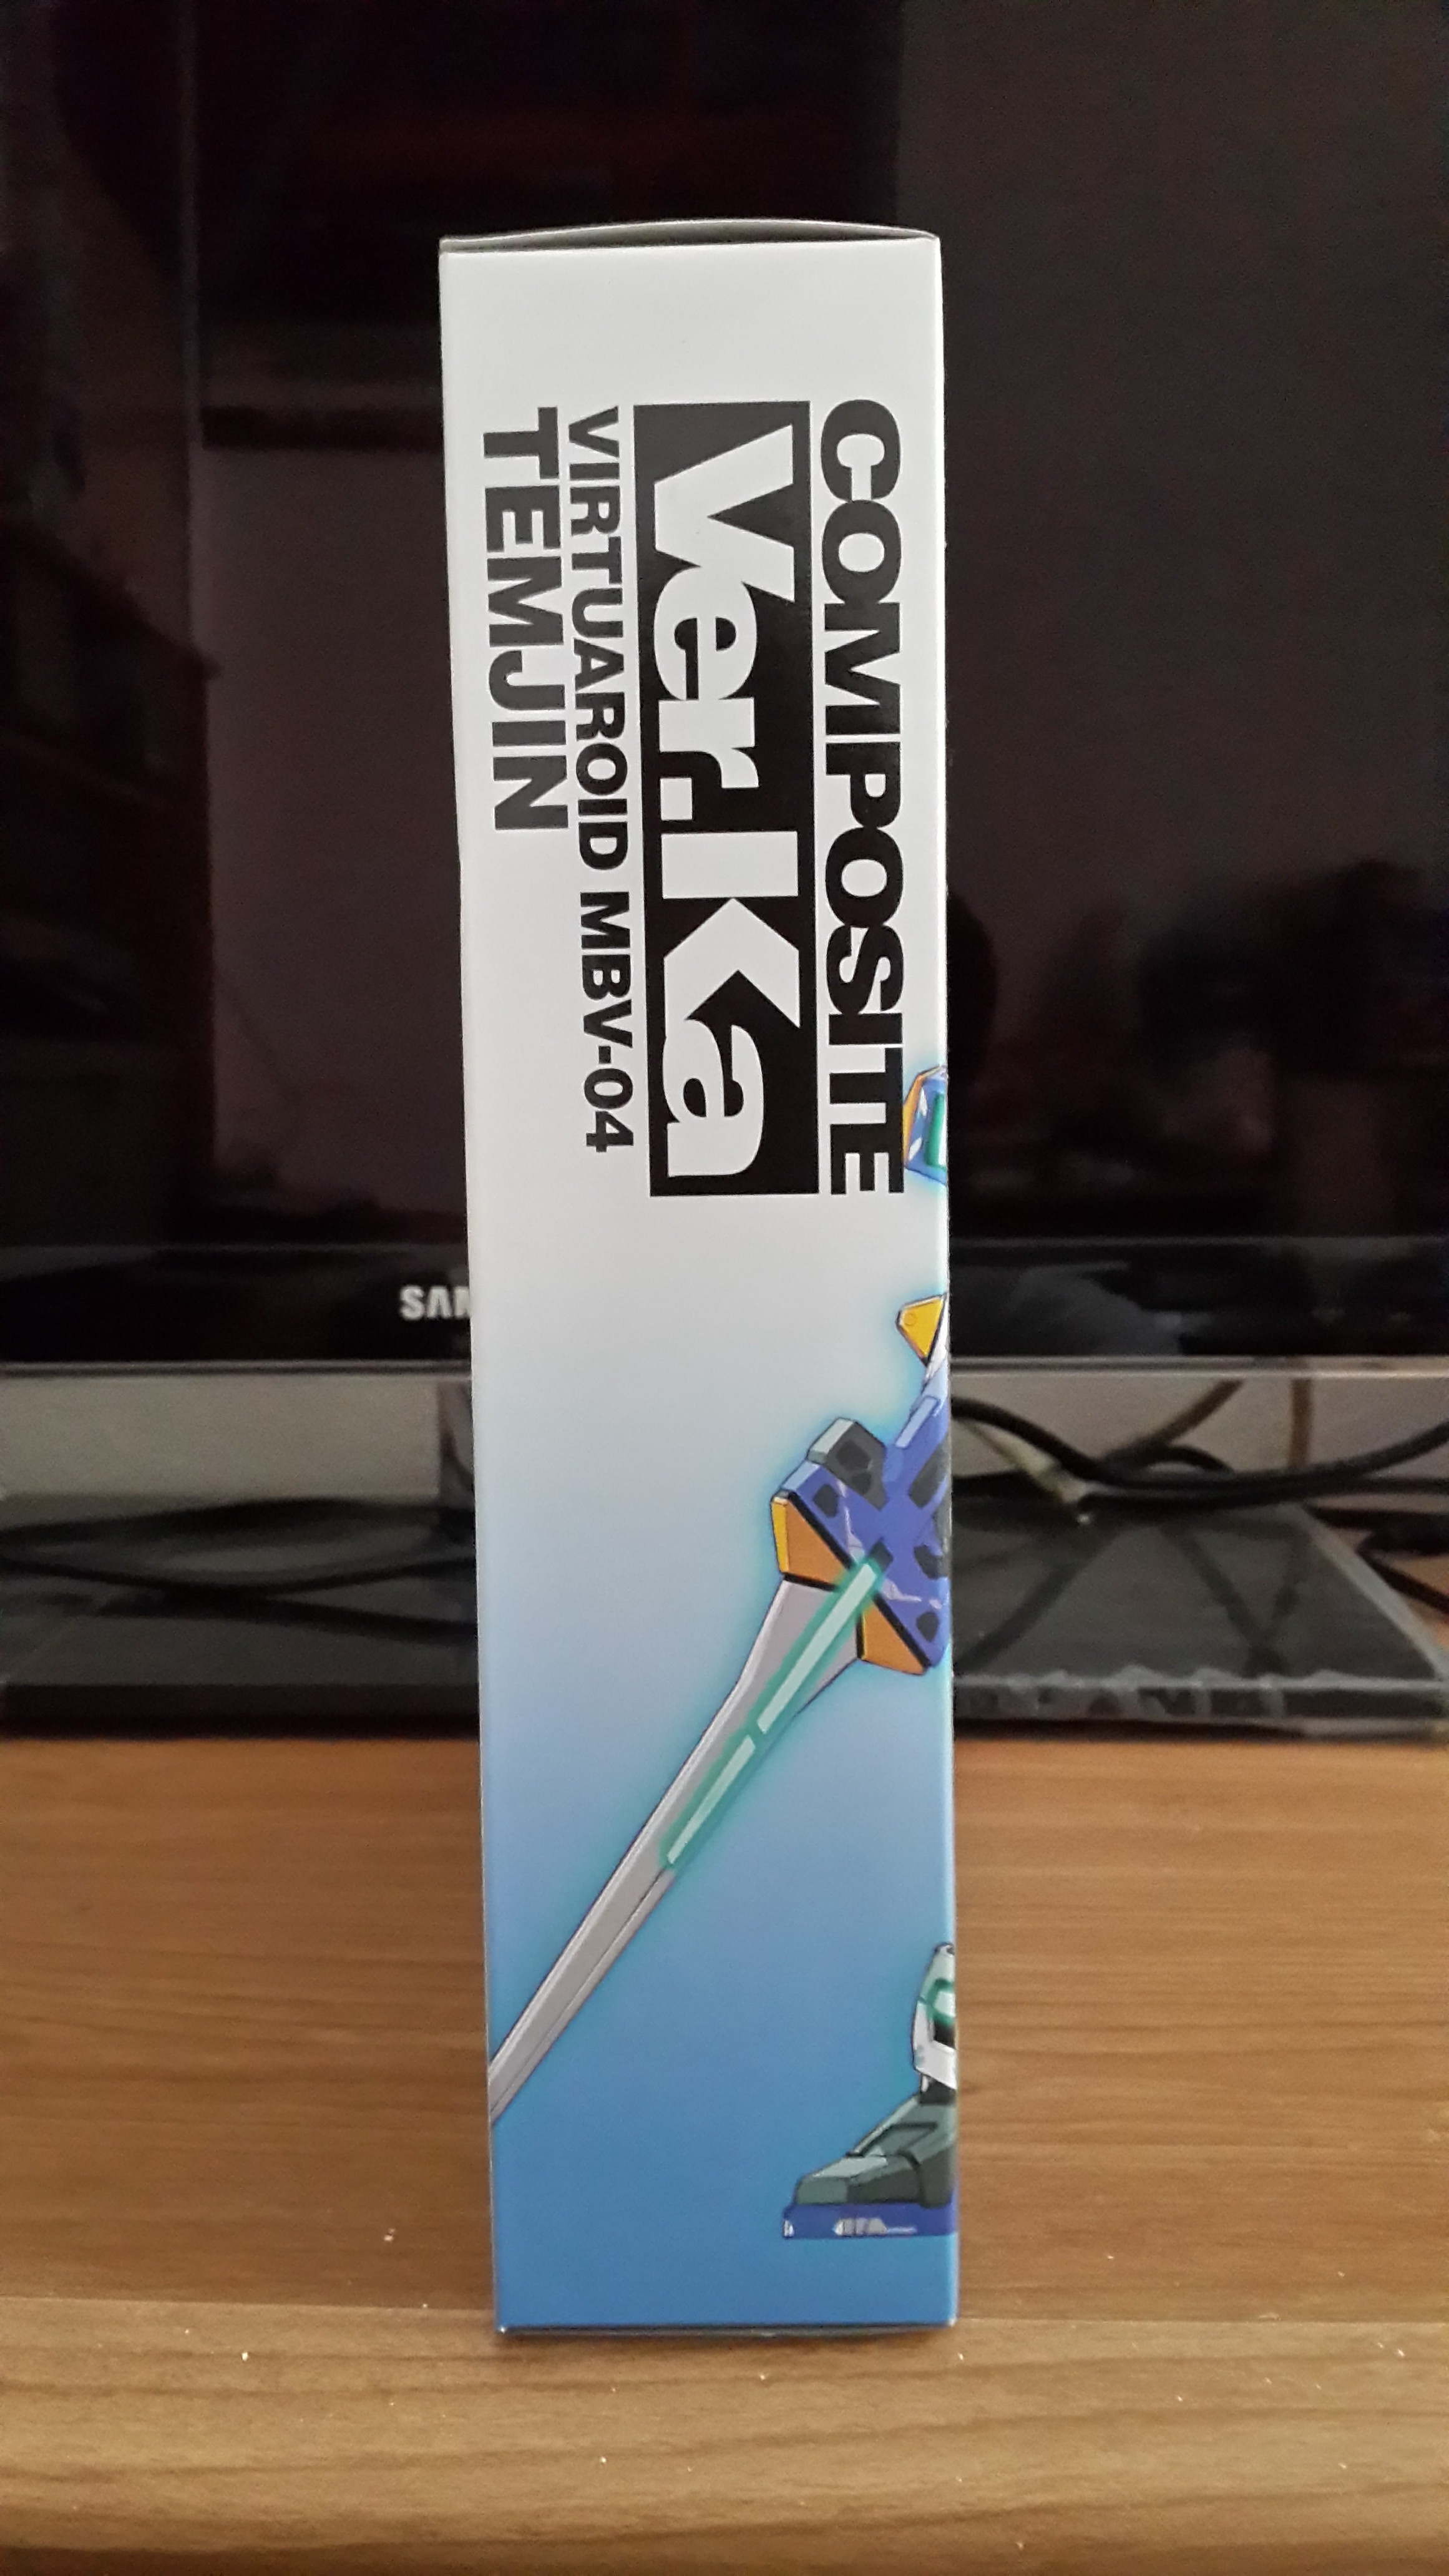 COMPOSITE
Ver.Ka
VIRTUAROID MBV-04
TEMJIN